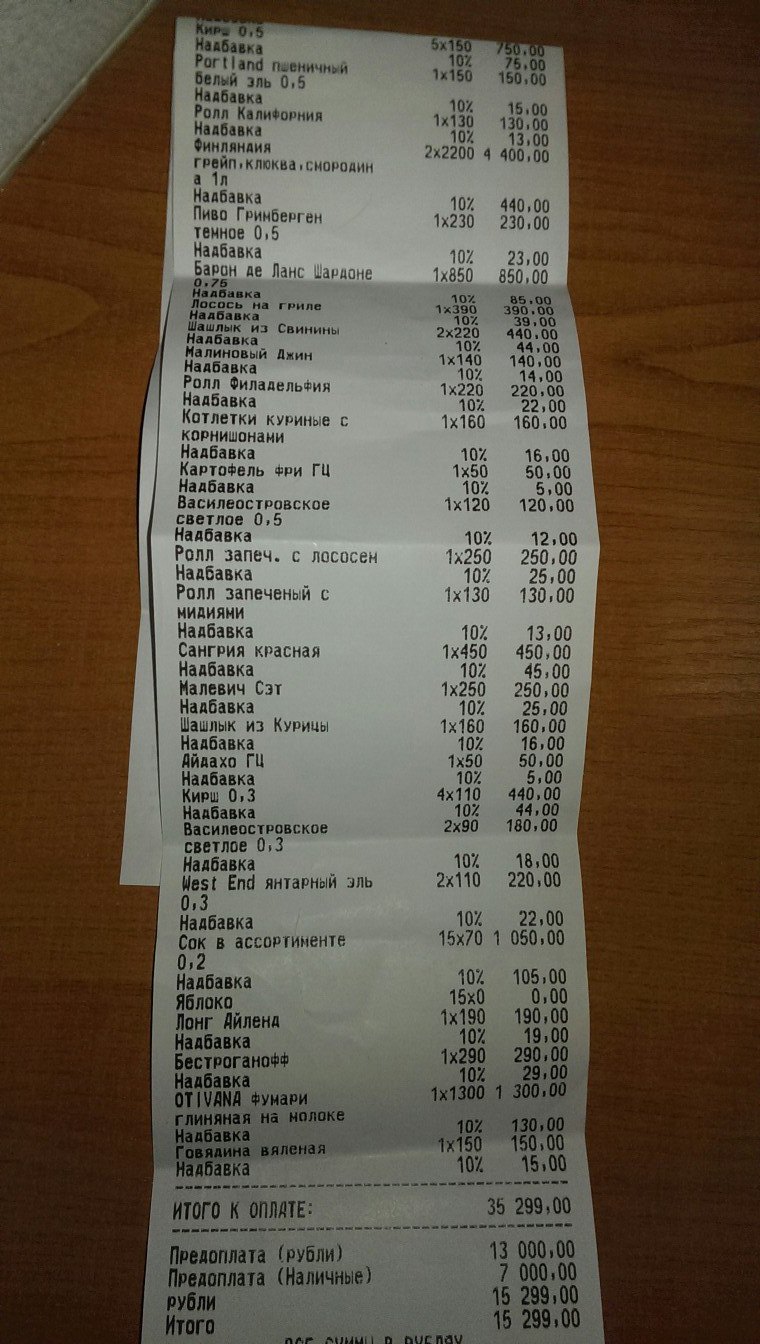 Кирш 0,5 5x150 750,00
Надбавка 10% 75,00
Portland пшеничный 1x150 150,00
белый эль 0,5
Надбавка 10% 15,00
Ролл Калифорния 1x130 130,00
Надбавка 10% 13,00
Финляндия 2x2200 4 400,00
грейп,клюква,смородин
а 1л
Надбавка 10% 440,00
Пиво Гримберген 1x230 230,00
темное 0,5
Надбавка 10% 23,00
Барон де Ланс Шардоне 1x850 850,00
0,75
Надбавка 10% 85,00
Лосось на гриле 1x390 390,00
Надбавка 10% 39,00
Шашлык из Свинины 2x220 440,00
Надбавка 10% 44,00
Малиновый Джин 1x140 140,00
Надбавка 10% 14,00
Ролл Филадельфия 1x220 220,00
Надбавка 10% 22,00
Котлетки куриные с 1x160 160,00
корнишонами
Надбавка 10% 16,00
Картофель фри ГЦ 1x50 50,00
Надбавка 10% 5,00
Василеостровское 1x120 120,00
светлое 0,5
Надбавка 10% 12,00
Ролл запеч. с лососем 1x250 250,00
Надбавка 10% 25,00
Ролл запеченый с 1x130 130,00
мидиями
Надбавка 10% 13,00
Сангрия красная 1x450 450,00
Надбавка 10% 45,00
Малевич Сэт 1x250 250,00
Надбавка 10% 25,00
Шашлык из Курицы 1x160 160,00
Надбавка 10% 16,00
Айдахо ГЦ 1x50 50,00
Надбавка 10% 5,00
Кирш 0,3 4x110 440,00
Надбавка 10% 44,00
Василеостровское 2x90 180,00
светлое 0,3
Надбавка 10% 18,00
West End янтарный эль 2x110 220,00
0,3
Надбавка 10% 22,00
Сок в ассортименте 15x70 1 050,00
0,2
Надбавка 10% 105,00
Яблоко 15x0 0,00
Лонг Айленд 1x190 190,00
Надбавка 10% 19,00
Бестроганофф 1x290 290,00
Надбавка 10% 29,00
OTIVANA фумари 1x1300 1 300,00
глиняная на молоке
Надбавка 10% 130,00
Говядина вяленая 1x150 150,00
Надбавка 10% 15,00
ИТОГО К ОПЛАТЕ: 35 299,00
Предоплата (рубли) 13 000,00
Предоплата (Наличные) 7 000,00
рубли 15 299,00
Итого 15 299,00